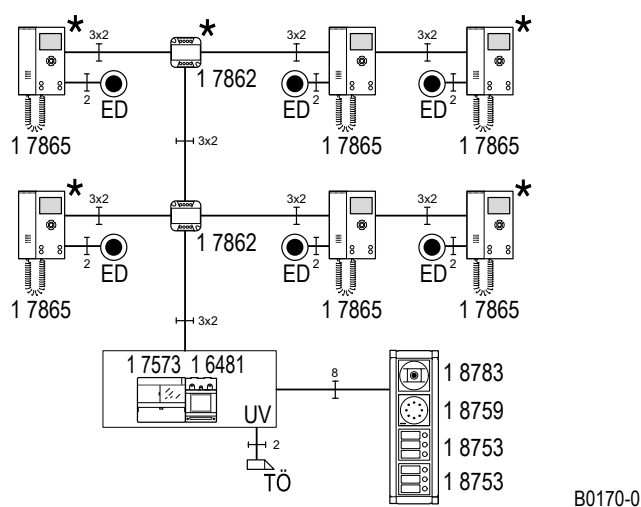 * 3x2 * 3x2 3x2 *
2 ED 1 7862 ED 2 ED 2
1 7865 1 7865 1 7865
3x2
* 3x2 3x2 3x2 *
2 ED 1 7862 ED 2 ED 2
1 7865 1 7865 1 7865
3x2
1 7573 1 6481
UV
8
2
TÖ
1 8783
1 8759
1 8753
1 8753
B0170-0